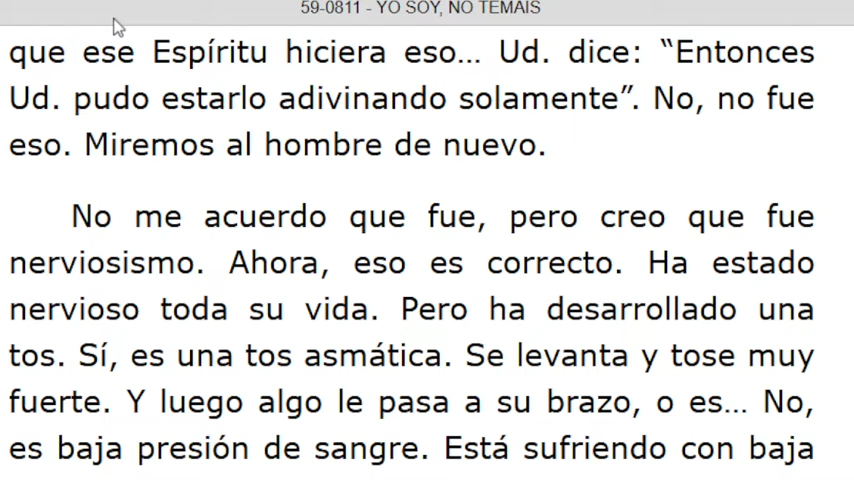 59-0811 - YO SOY, NO TEMAIS
que ese Espíritu hiciera eso… Ud. dice: “Entonces
Ud. pudo estarlo adivinando solamente”. No, no fue
eso. Miremos al hombre de nuevo.
No me acuerdo que fue, pero creo que fue
nerviosismo. Ahora, eso es correcto. Ha estado
nervioso toda su vida. Pero ha desarrollado una
tos. Sí, es una tos asmática. Se levanta y tose muy
fuerte. Y luego algo le pasa a su brazo, o es… No,
es baja presión de sangre. Está sufriendo con baja